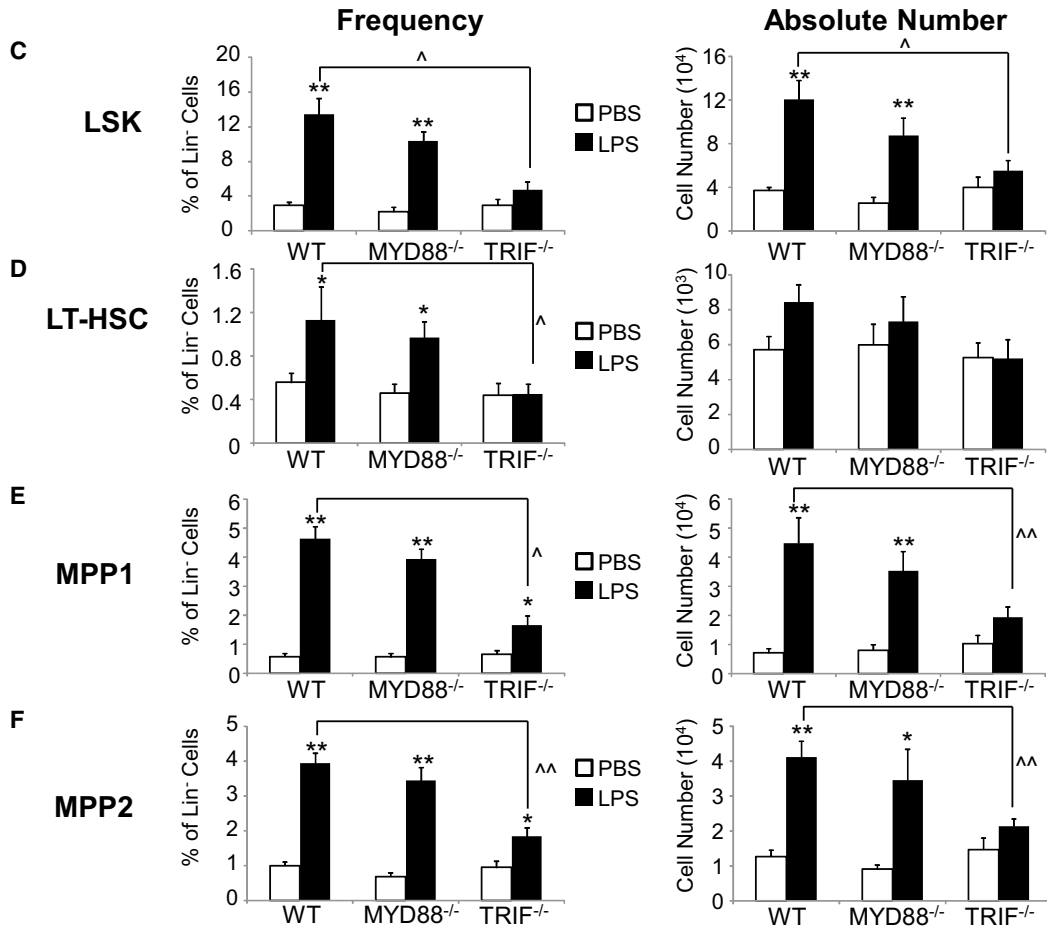 Frequency
Absolute Number
C
LSK
% of Lin⁻ Cells
20
16
12
8
4
0
**
**
^
WT
MYD88⁻/⁻
TRIF⁻/⁻
PBS
LPS
Cell Number (10⁴)
16
12
8
4
0
**
**
^
WT
MYD88⁻/⁻
TRIF⁻/⁻
D
LT-HSC
% of Lin⁻ Cells
1.6
1.2
0.8
0.4
0
*
*
^
WT
MYD88⁻/⁻
TRIF⁻/⁻
PBS
LPS
Cell Number (10³)
10
8
6
4
2
0
WT
MYD88⁻/⁻
TRIF⁻/⁻
E
MPP1
% of Lin⁻ Cells
6
5
4
3
2
1
0
**
**
*
^
WT
MYD88⁻/⁻
TRIF⁻/⁻
PBS
LPS
Cell Number (10⁴)
6
5
4
3
2
1
0
**
**
^^
WT
MYD88⁻/⁻
TRIF⁻/⁻
F
MPP2
% of Lin⁻ Cells
5
4
3
2
1
0
**
**
*
^^
WT
MYD88⁻/⁻
TRIF⁻/⁻
PBS
LPS
Cell Number (10⁴)
5
4
3
2
1
0
**
*
^^
WT
MYD88⁻/⁻
TRIF⁻/⁻